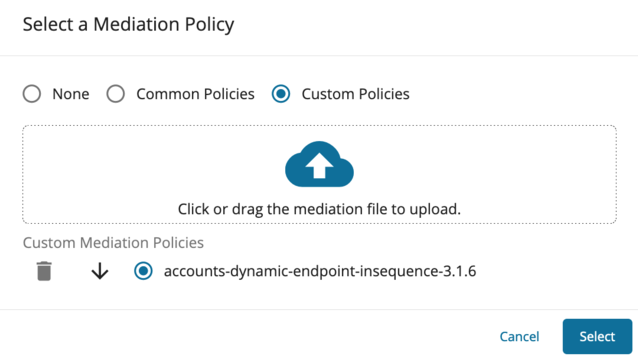 Select a Mediation Policy
None Common Policies Custom Policies
Click or drag the mediation file to upload.
Custom Mediation Policies
accounts-dynamic-endpoint-insequence-3.1.6
Cancel Select